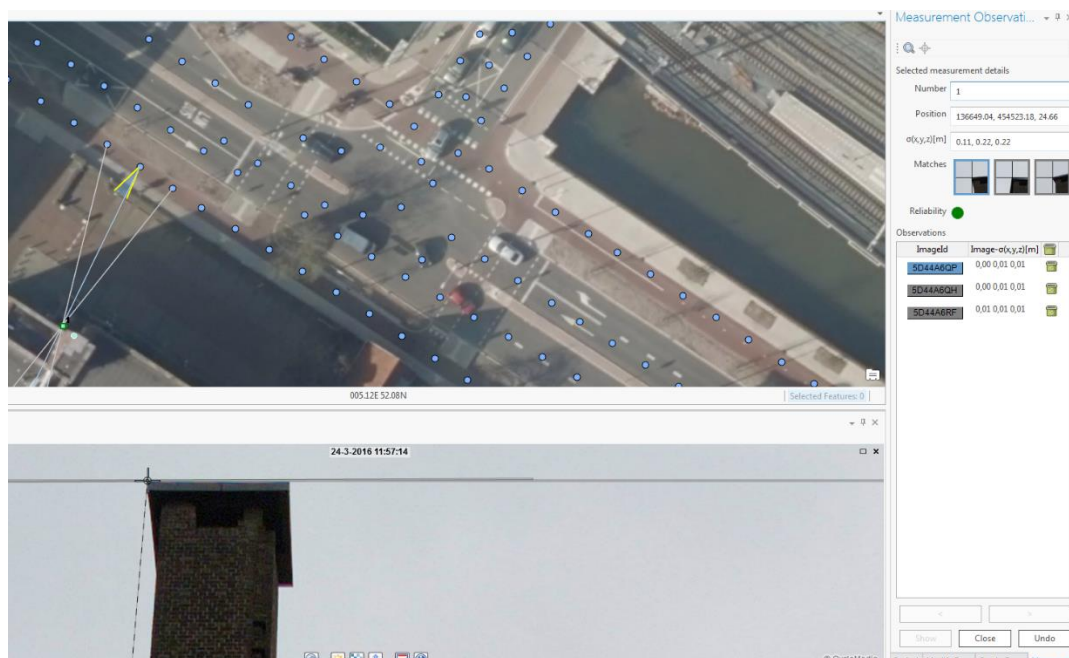 Measurement Observati...
Selected measurement details
Number 1
Position 136649.04, 454523.18, 24.66
σ(x,y,z)[m] 0.11, 0.22, 0.22
Matches
Reliability
Observations
ImageId Image-σ(x,y,z)[m]
5D44A6QP 0,00 0,01 0,01
5D44A6QH 0,00 0,01 0,01
5D44A6RF 0,01 0,01 0,01
005.12E 52.08N
Selected Features: 0
24-3-2016 11:57:14
< >
Show Close Undo